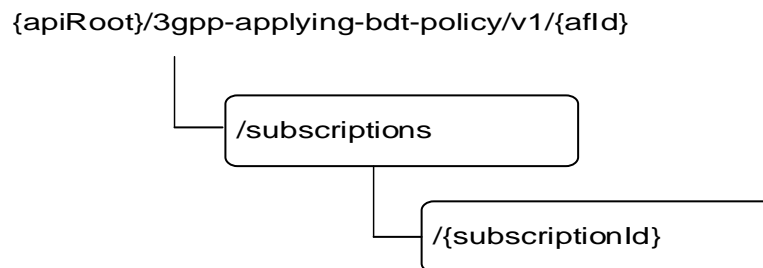 {apiRoot}/3gpp-applying-bdt-policy/v1/{afId}
/subscriptions
/{subscriptionId}